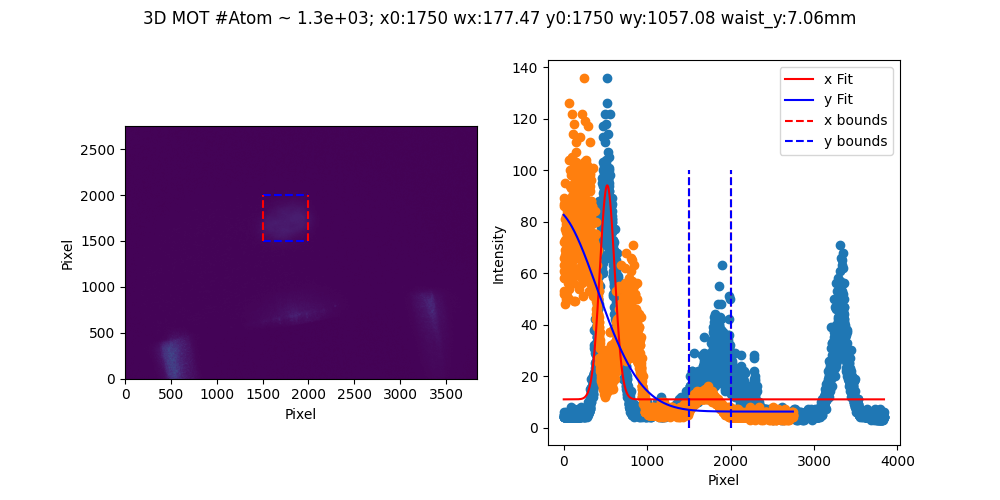 3D MOT #Atom ~ 1.3e+03; x0:1750 wx:177.47 y0:1750 wy:1057.08 waist_y:7.06mm
Pixel
2500
2000
1500
1000
500
0
0 500 1000 1500 2000 2500 3000 3500
Pixel
Intensity
140
120
100
80
60
40
20
0
x Fit
y Fit
x bounds
y bounds
0 1000 2000 3000 4000
Pixel